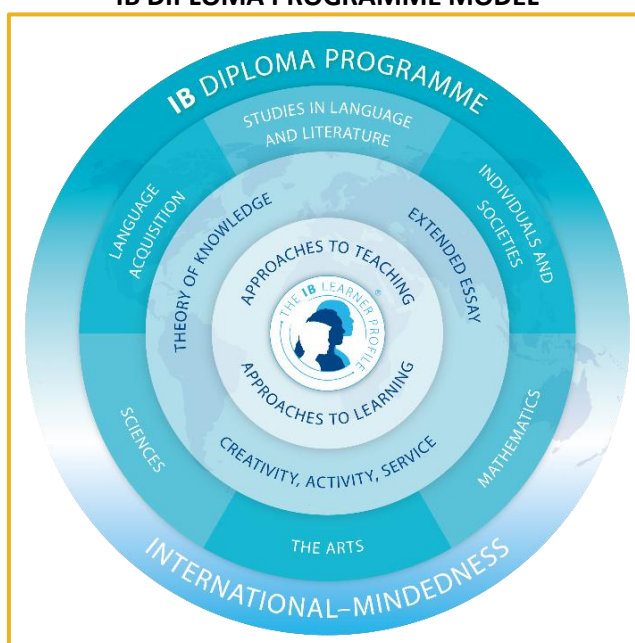 IB DIPLOMA PROGRAMME MODEL
IB DIPLOMA PROGRAMME
STUDIES IN LANGUAGE
AND LITERATURE
LANGUAGE
ACQUISITION
INDIVIDUALS AND
SOCIETIES
THEORY OF KNOWLEDGE
EXTENDED ESSAY
APPROACHES TO TEACHING
THE IB LEARNER PROFILE®
APPROACHES TO LEARNING
SCIENCES
MATHEMATICS
CREATIVITY, ACTIVITY, SERVICE
THE ARTS
INTERNATIONAL–MINDEDNESS